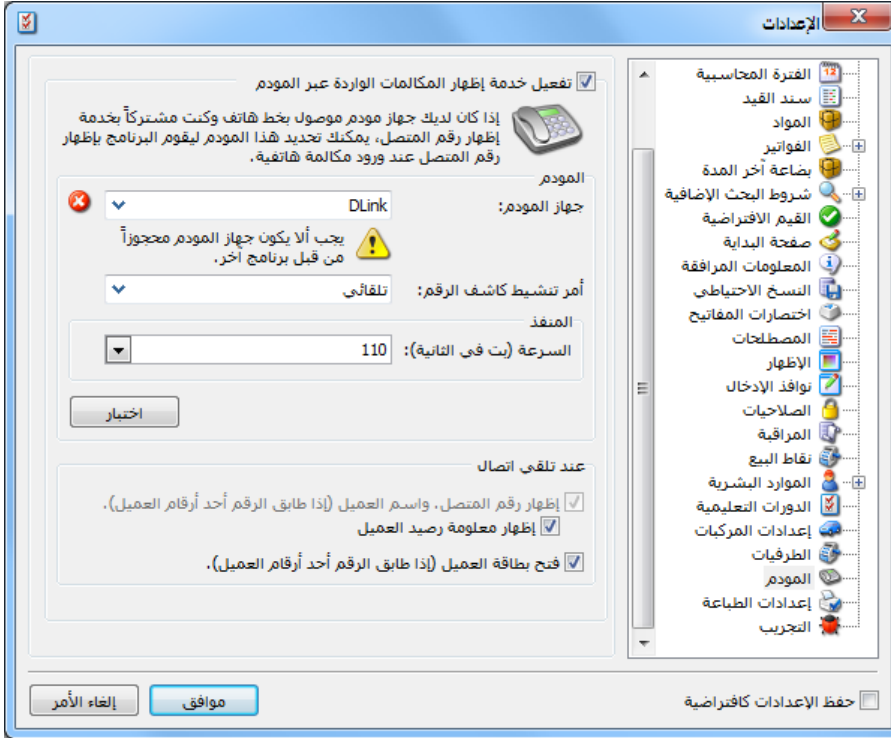 الإعدادات
الفترة المحاسبية
سند القيد
المواد
الفواتير
بضاعة آخر المدة
شروط البحث الإضافية
القيم الافتراضية
صفحة البداية
المعلومات المرافقة
النسخ الاحتياطي
اختصارات المفاتيح
المصطلحات
الإظهار
نوافذ الإدخال
الصلاحيات
المراقبة
نقاط البيع
الموارد البشرية
الدورات التعليمية
إعدادات المركبات
الطرفيات
المودم
إعدادات الطباعة
التجريب
تفعيل خدمة إظهار المكالمات الواردة عبر المودم
إذا كان لديك جهاز مودم موصول بخط هاتف وكنت مشتركاً بخدمة
إظهار رقم المتصل، يمكنك تحديد هذا المودم ليقوم البرنامج بإظهار
رقم المتصل عند ورود مكالمة هاتفية.
المودم
جهاز المودم: DLink
يجب ألا يكون جهاز المودم محجوزاً
من قبل برنامج آخر.
أمر تنشيط كاشف الرقم: تلقائي
المنفذ
السرعة (بت في الثانية): 110
اختبار
عند تلقي اتصال
إظهار رقم المتصل، واسم العميل (إذا طابق الرقم أحد أرقام العميل).
إظهار معلومة رصيد العميل
فتح بطاقة العميل (إذا طابق الرقم أحد أرقام العميل).
حفظ الإعدادات كافتراضية
موافق
إلغاء الأمر